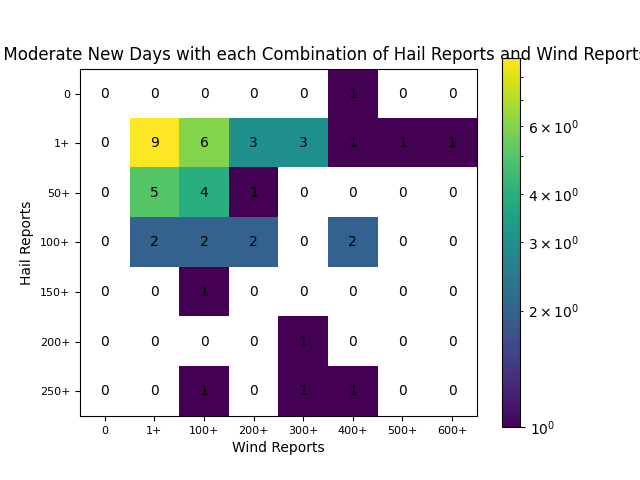 Moderate New Days with each Combination of Hail Reports and Wind Reports
0 0 0 0 0 0 1 0 0
1+ 0 9 6 3 3 1 1 1
50+ 0 5 4 1 0 0 0 0
100+ 0 2 2 2 0 2 0 0
150+ 0 0 1 0 0 0 0 0
200+ 0 0 0 0 1 0 0 0
250+ 0 0 1 0 1 1 0 0
0 1+ 100+ 200+ 300+ 400+ 500+ 600+
Wind Reports
Hail Reports
6 × 10⁰
4 × 10⁰
3 × 10⁰
2 × 10⁰
10⁰